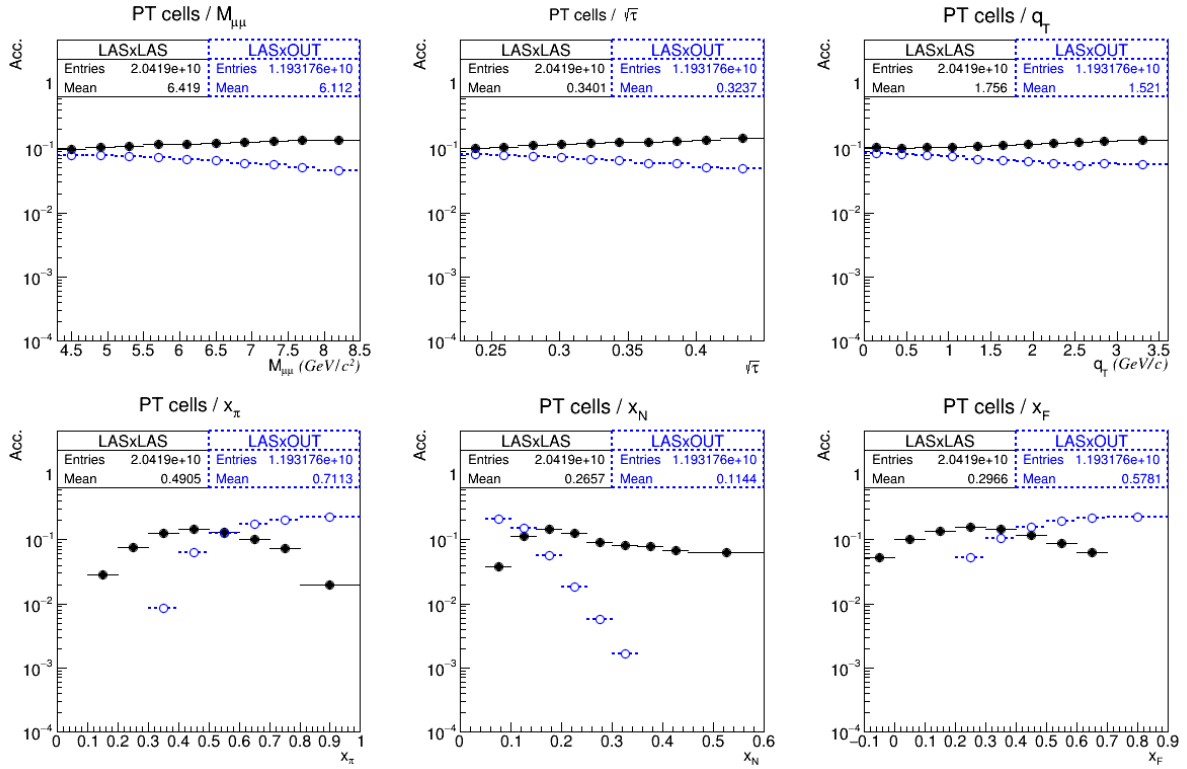 PT cells / M_μμ
Acc.
LASxLAS LASxOUT
Entries 2.0419e+10 Entries 1.193176e+10
Mean 6.419 Mean 6.112
1
10^−1
10^−2
10^−3
10^−4
4.5 5 5.5 6 6.5 7 7.5 8 8.5
M_μμ (GeV/c^2)
PT cells / √τ
Acc.
LASxLAS LASxOUT
Entries 2.0419e+10 Entries 1.193176e+10
Mean 0.3401 Mean 0.3237
1
10^−1
10^−2
10^−3
10^−4
0.25 0.3 0.35 0.4
√τ
PT cells / q_T
Acc.
LASxLAS LASxOUT
Entries 2.0419e+10 Entries 1.193176e+10
Mean 1.756 Mean 1.521
1
10^−1
10^−2
10^−3
10^−4
0 0.5 1 1.5 2 2.5 3 3.5
q_T (GeV/c)
PT cells / x_π
Acc.
LASxLAS LASxOUT
Entries 2.0419e+10 Entries 1.193176e+10
Mean 0.4905 Mean 0.7113
1
10^−1
10^−2
10^−3
10^−4
0 0.1 0.2 0.3 0.4 0.5 0.6 0.7 0.8 0.9 1
x_π
PT cells / x_N
Acc.
LASxLAS LASxOUT
Entries 2.0419e+10 Entries 1.193176e+10
Mean 0.2657 Mean 0.1144
1
10^−1
10^−2
10^−3
10^−4
0 0.1 0.2 0.3 0.4 0.5 0.6
x_N
PT cells / x_F
Acc.
LASxLAS LASxOUT
Entries 2.0419e+10 Entries 1.193176e+10
Mean 0.2966 Mean 0.5781
1
10^−1
10^−2
10^−3
10^−4
−0.1 0 0.1 0.2 0.3 0.4 0.5 0.6 0.7 0.8 0.9
x_F